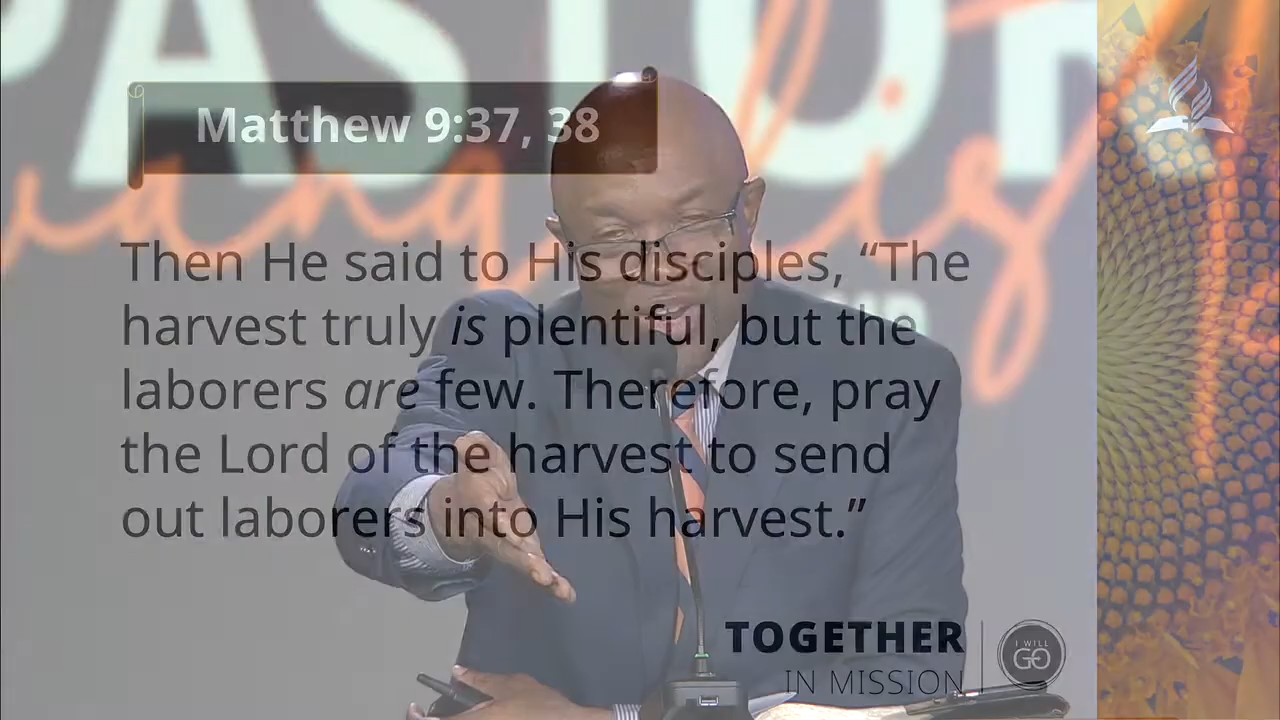 PASTOR
Matthew 9:37, 38
Then He said to His disciples, “The
harvest truly is plentiful, but the
laborers are few. Therefore, pray
the Lord of the harvest to send
out laborers into His harvest.”
TOGETHER
IN MISSION
I WILL
GO